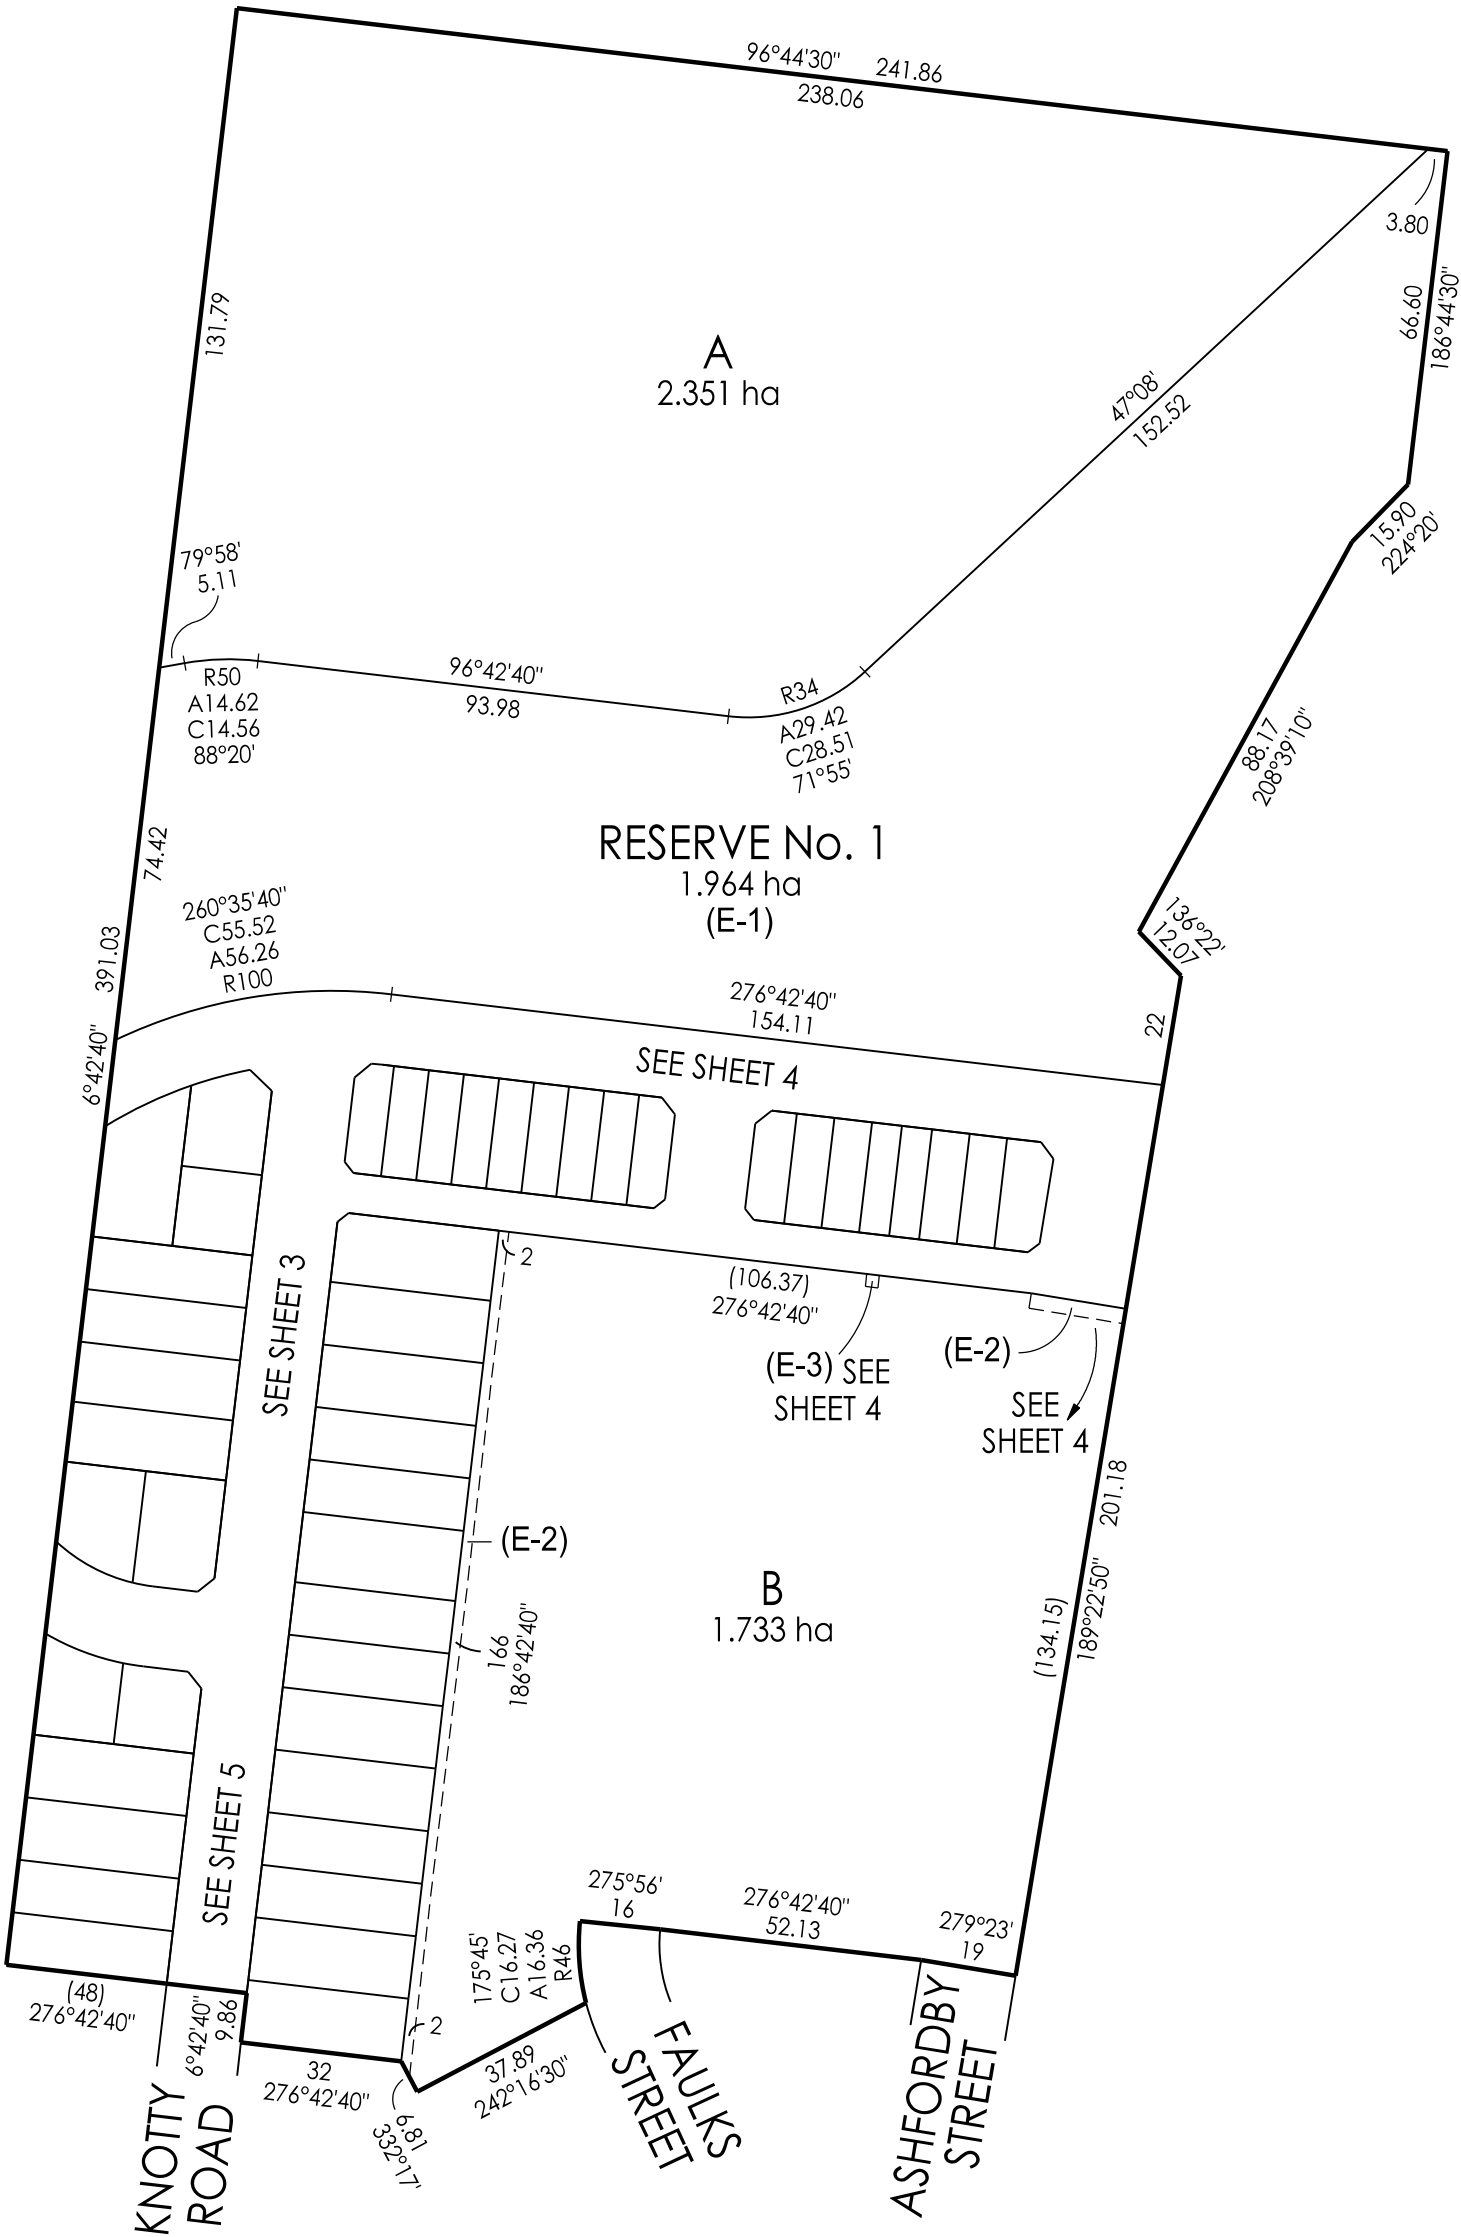 96°44'30" 241.86
238.06
3.80
66.60
186°44'30"
131.79
A
2.351 ha
47°08'
152.52
15.90
224°20'
79°58'
5.11
R50
A14.62
C14.56
88°20'
96°42'40"
93.98
R34
A29.42
C28.51
71°55'
88.17
208°39'10"
74.42
RESERVE No. 1
1.964 ha
(E-1)
136°22'
12.07
260°35'40"
C55.52
A56.26
R100
391.03
6°42'40"
276°42'40"
154.11
22
SEE SHEET 4
2
(106.37)
276°42'40"
SEE SHEET 3
(E-3) SEE
SHEET 4
(E-2)
SEE
SHEET 4
201.18
189°22'50"
(134.15)
(E-2)
B
1.733 ha
166
186°42'40"
SEE SHEET 5
275°56'
16
276°42'40"
52.13
279°23'
19
175°45'
C16.27
A16.36
R46
(48)
276°42'40"
6°42'40"
9.86
2
32
276°42'40"
37.89
242°16'30"
6.81
332°17'
KNOTTY
ROAD
FAULKS
STREET
ASHFORDBY
STREET